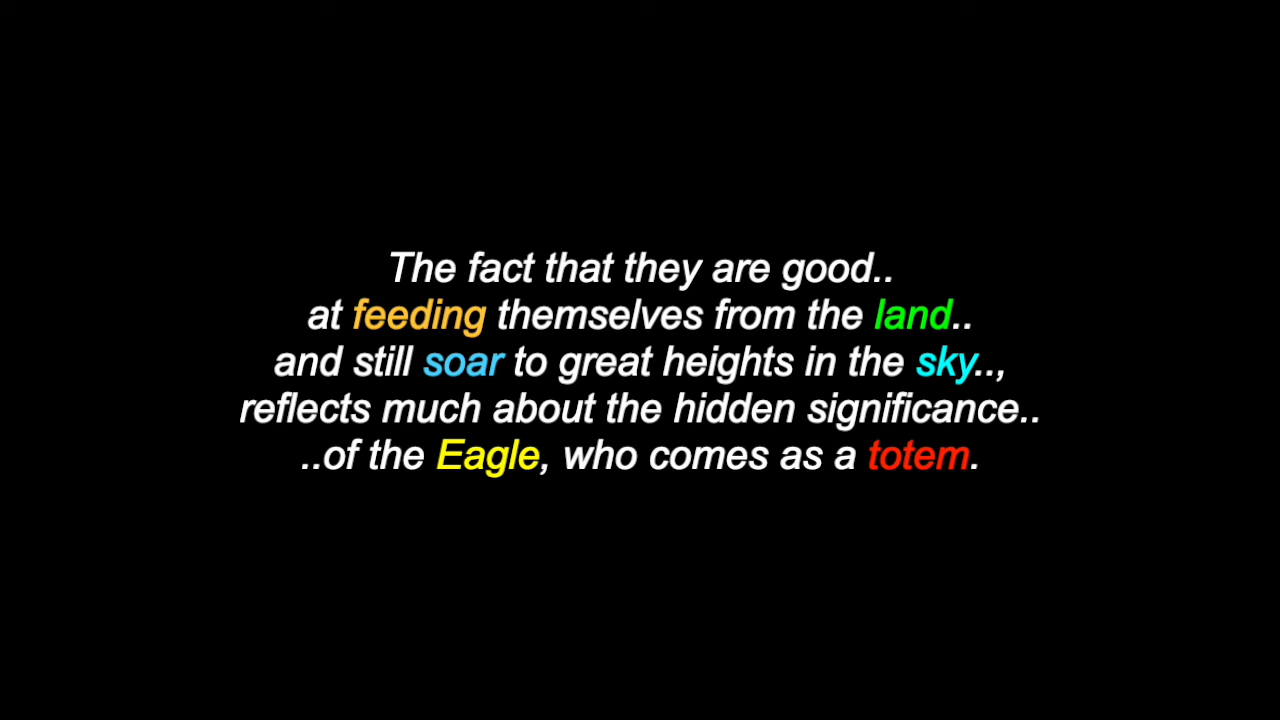 The fact that they are good..
at feeding themselves from the land..
and still soar to great heights in the sky..,
reflects much about the hidden significance..
..of the Eagle, who comes as a totem.